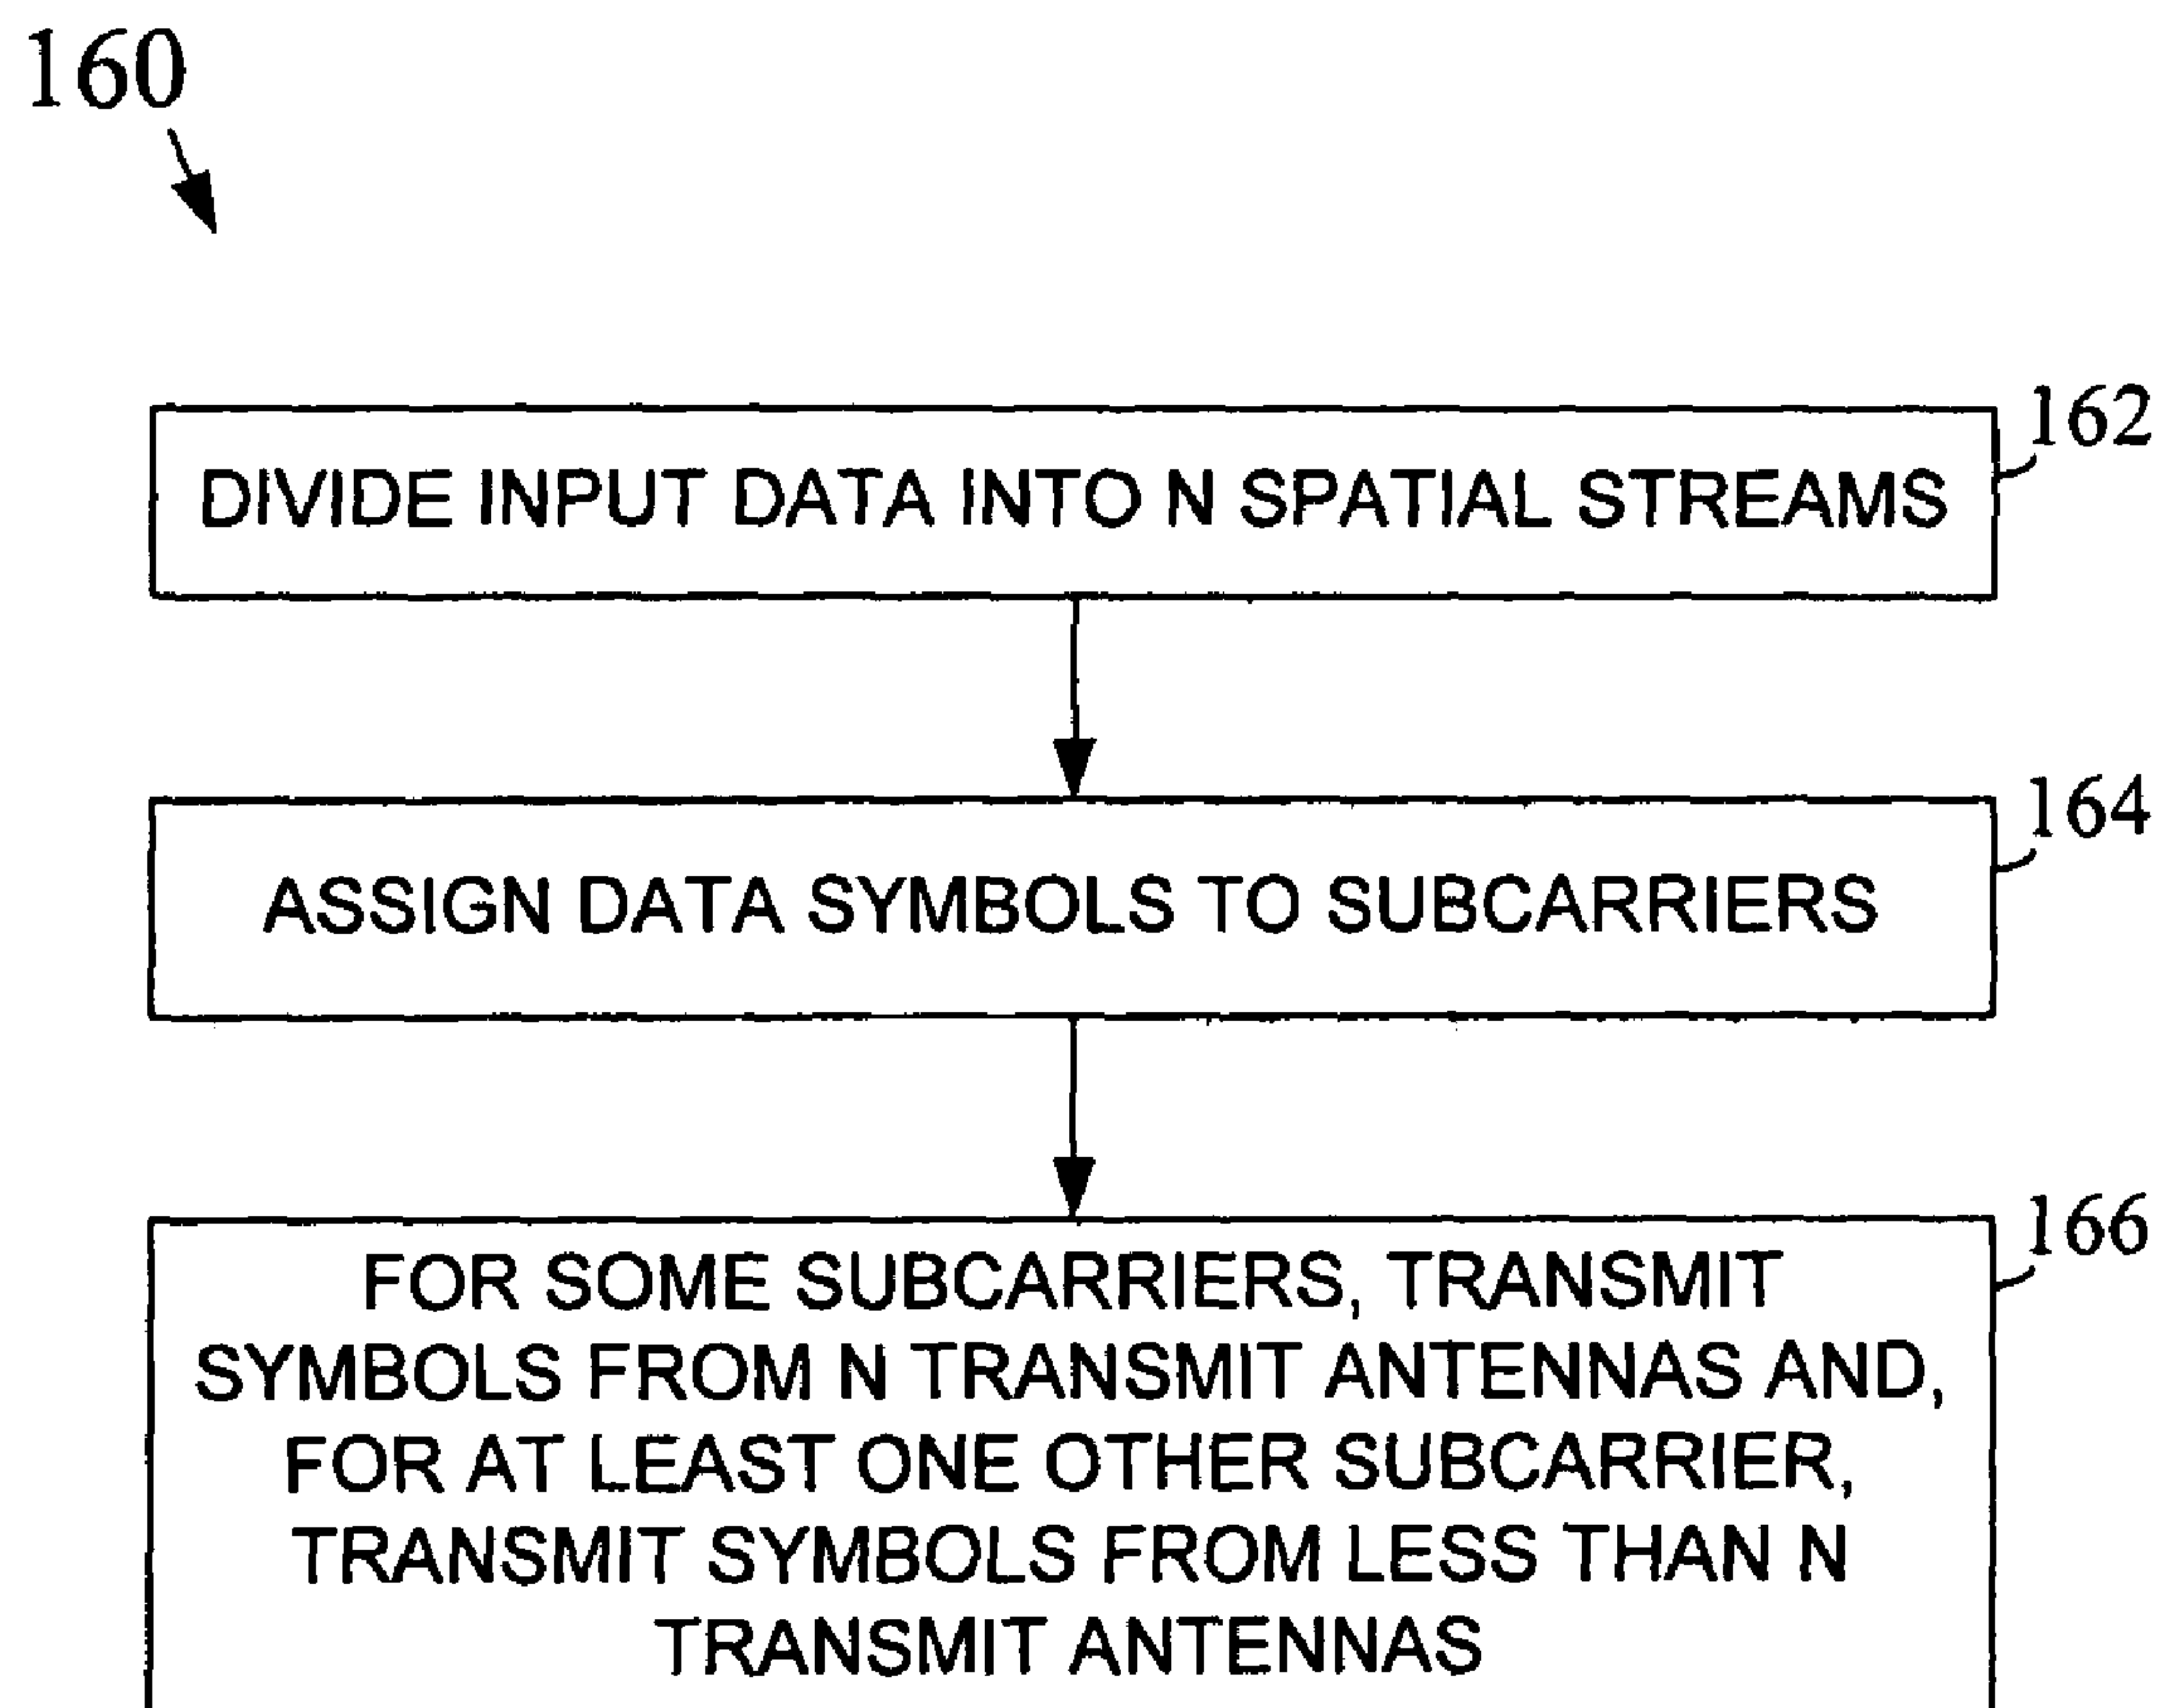 160
162
DIVIDE INPUT DATA INTO N SPATIAL STREAMS
164
ASSIGN DATA SYMBOLS TO SUBCARRIERS
166
FOR SOME SUBCARRIERS, TRANSMIT
SYMBOLS FROM N TRANSMIT ANTENNAS AND,
FOR AT LEAST ONE OTHER SUBCARRIER,
TRANSMIT SYMBOLS FROM LESS THAN N
TRANSMIT ANTENNAS